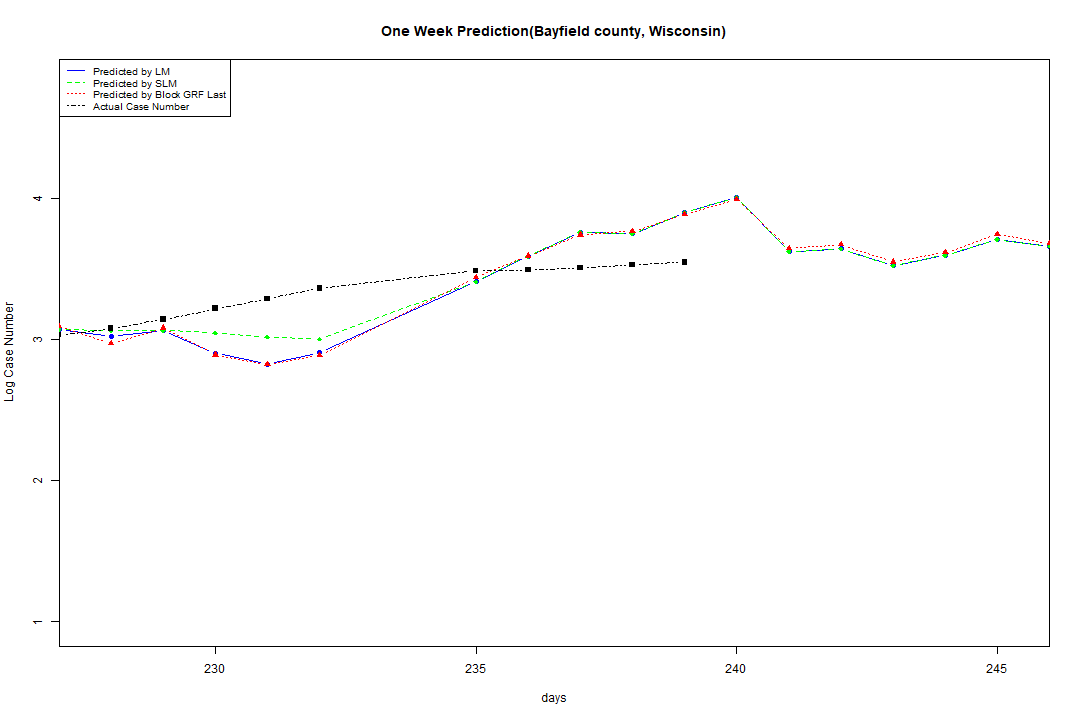 One Week Prediction(Bayfield county, Wisconsin)
Predicted by LM
Predicted by SLM
Predicted by Block GRF Last
Actual Case Number
Log Case Number
4
3
2
1
230 235 240 245
days